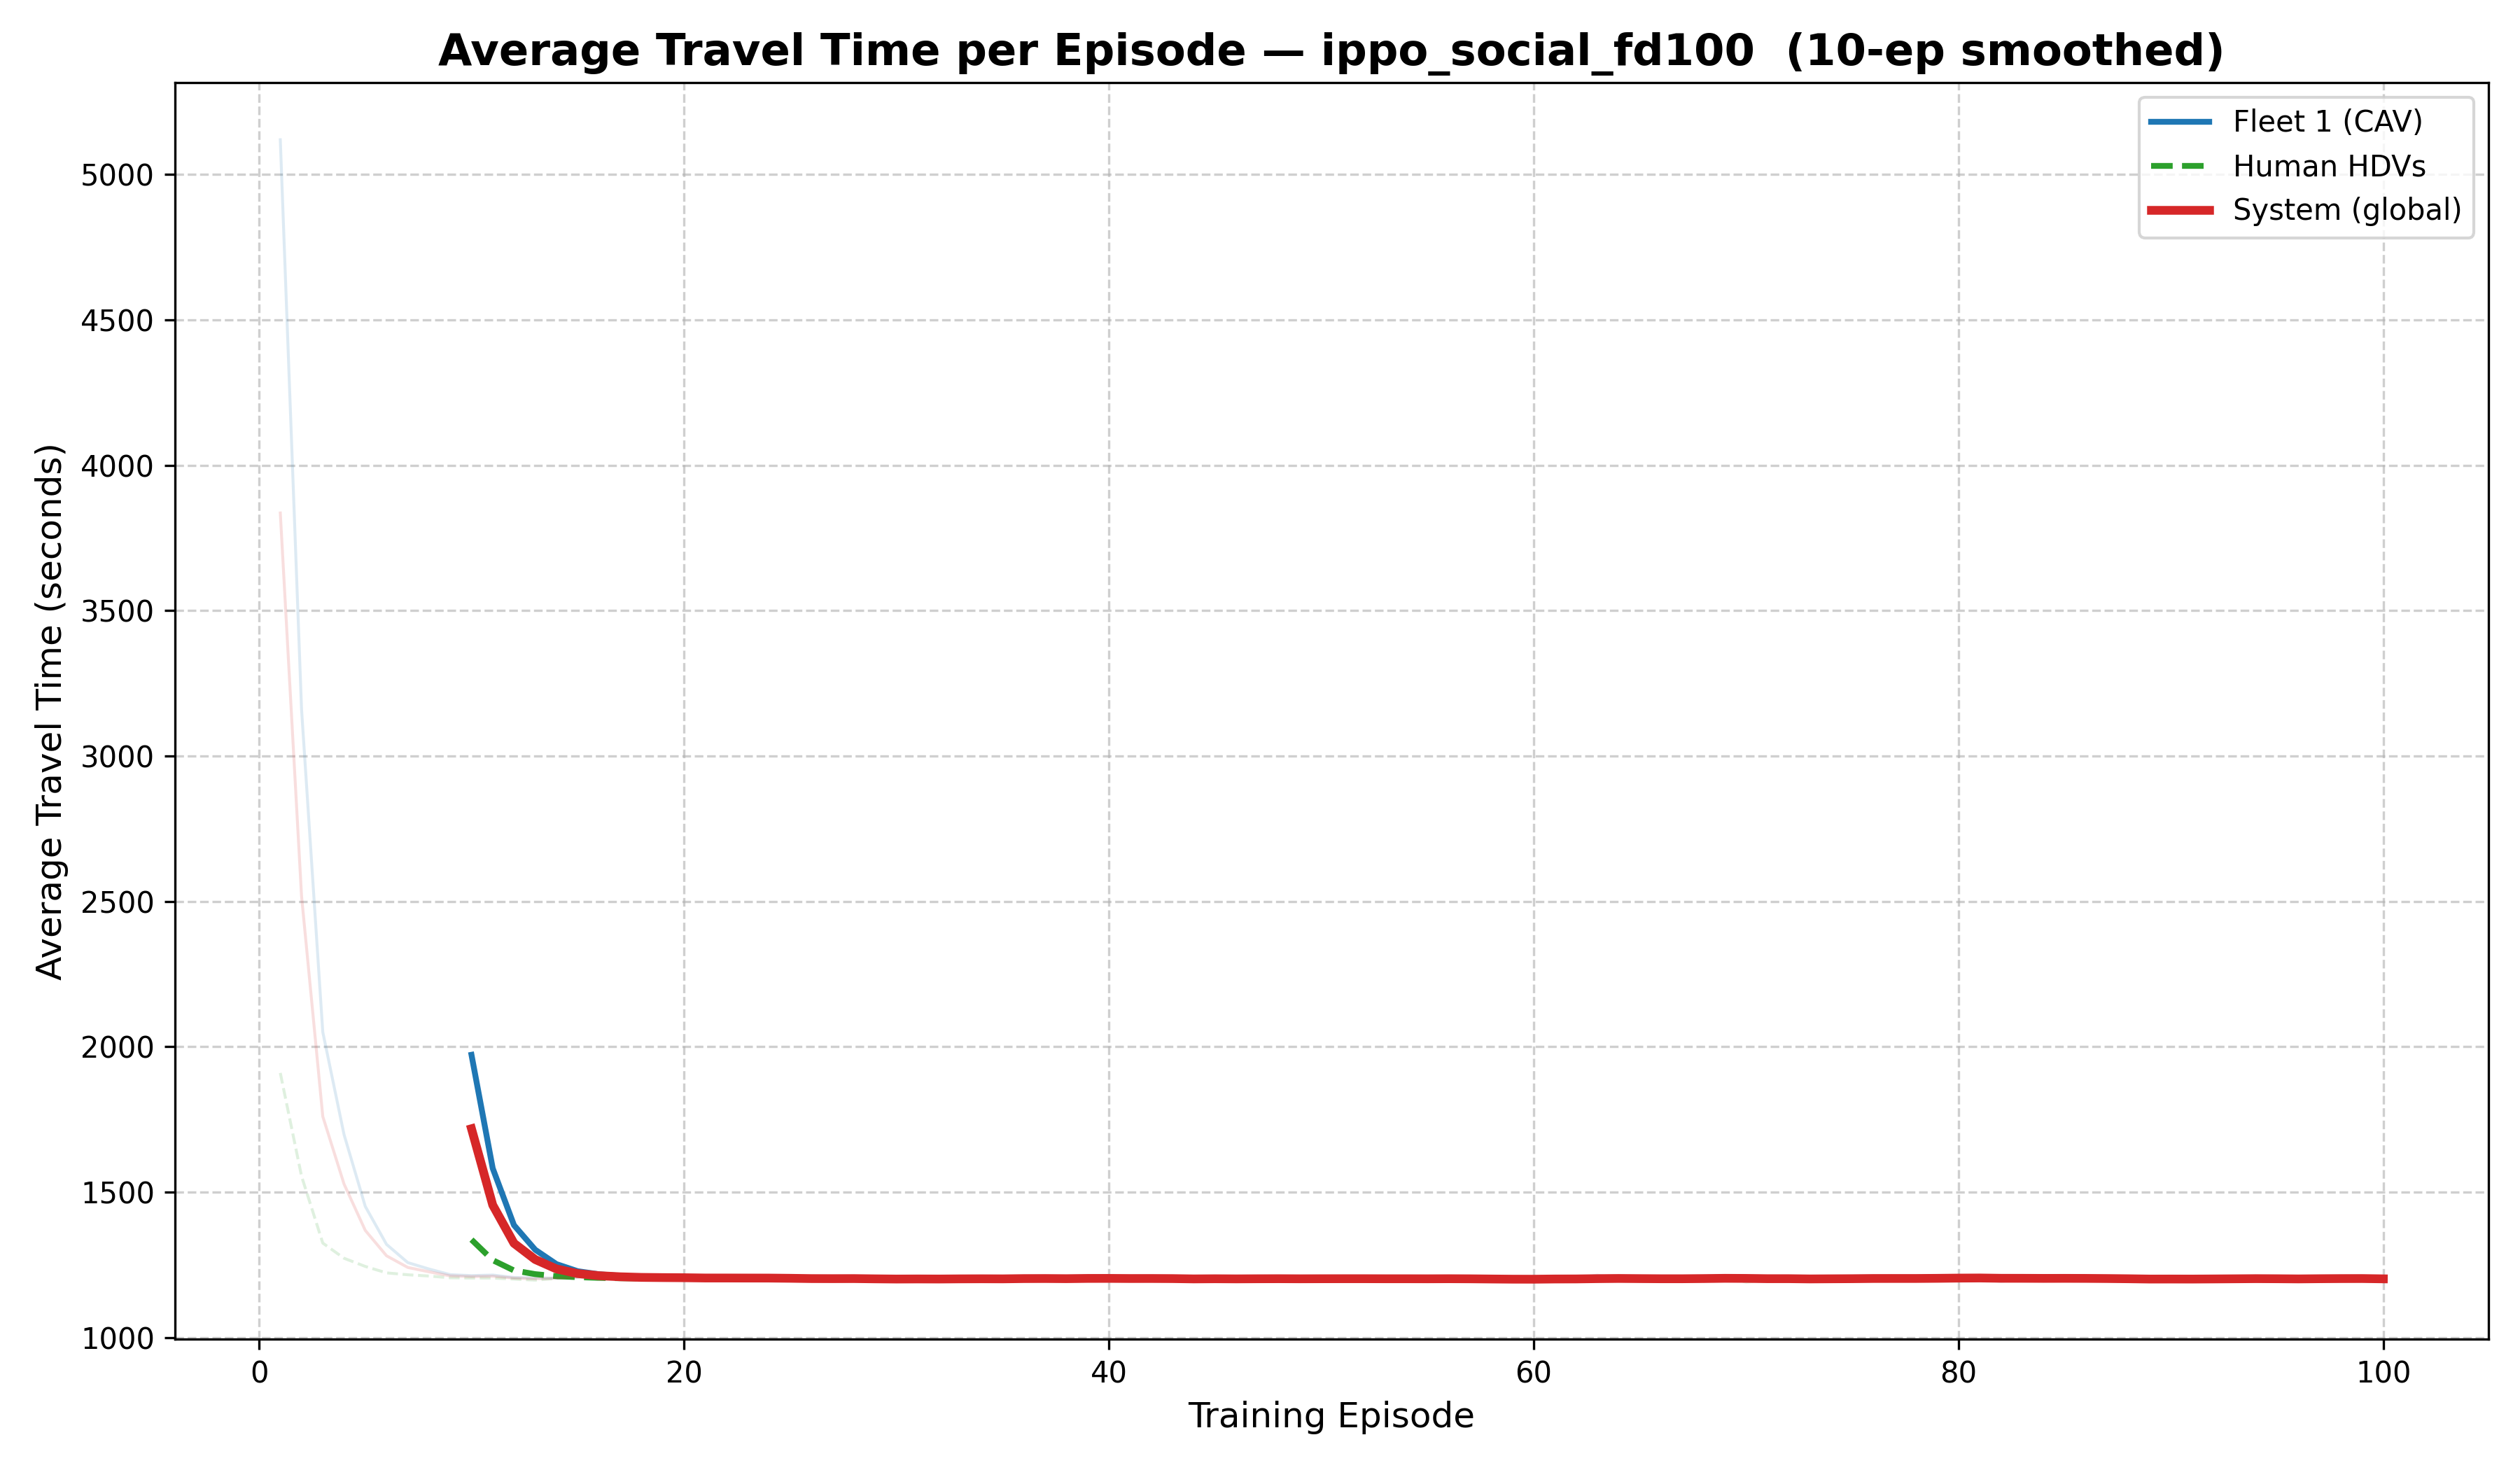 Average Travel Time per Episode — ippo_social_fd100  (10-ep smoothed)
Fleet 1 (CAV)
Human HDVs
System (global)
Average Travel Time (seconds)
5000
4500
4000
3500
3000
2500
2000
1500
1000
0
20
40
60
80
100
Training Episode